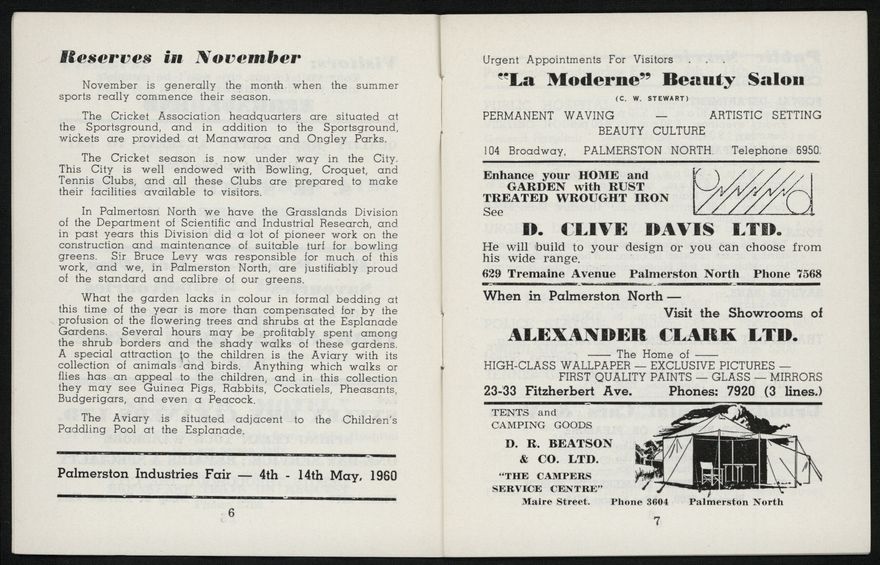 Reserves in November
November is generally the month when the summer
sports really commence their season.
The Cricket Association headquarters are situated at
the Sportsground, and in addition to the Sportsground,
wickets are provided at Manawaroa and Ongley Parks.
The Cricket season is now under way in the City.
This City is well endowed with Bowling, Croquet, and
Tennis Clubs, and all these Clubs are prepared to make
their facilities available to visitors.
In Palmertosn North we have the Grasslands Division
of the Department of Scientific and Industrial Research, and
in past years this Division did a lot of pioneer work on the
construction and maintenance of suitable turf for bowling
greens. Sir Bruce Levy was responsible for much of this
work, and we, in Palmerston North, are justifiably proud
of the standard and calibre of our greens.
What the garden lacks in colour in formal bedding at
this time of the year is more than compensated for by the
profusion of the flowering trees and shrubs at the Esplanade
Gardens. Several hours may be profitably spent among
the shrub borders and the shady walks of these gardens.
A special attraction to the children is the Aviary with its
collection of animals and birds. Anything which walks or
flies has an appeal to the children, and in this collection
they may see Guinea Pigs, Rabbits, Cockatiels, Pheasants,
Budgerigars, and even a Peacock.
The Aviary is situated adjacent to the Children's
Paddling Pool at the Esplanade.
Palmerston Industries Fair — 4th - 14th May, 1960
6
Urgent Appointments For Visitors . . .
"La Moderne" Beauty Salon
(C. W. STEWART)
PERMANENT WAVING — ARTISTIC SETTING
BEAUTY CULTURE
104 Broadway, PALMERSTON NORTH Telephone 6950.
Enhance your HOME and
GARDEN with RUST
TREATED WROUGHT IRON
See
D. CLIVE DAVIS LTD.
He will build to your design or you can choose from
his wide range.
629 Tremaine Avenue Palmerston North Phone 7568
When in Palmerston North —
Visit the Showrooms of
ALEXANDER CLARK LTD.
—— The Home of ——
HIGH-CLASS WALLPAPER — EXCLUSIVE PICTURES —
FIRST QUALITY PAINTS — GLASS — MIRRORS
23-33 Fitzherbert Ave. Phones: 7920 (3 lines.)
TENTS and
CAMPING GOODS
D. R. BEATSON
& CO. LTD.
"THE CAMPERS
SERVICE CENTRE"
Maire Street. Phone 3604 Palmerston North
7